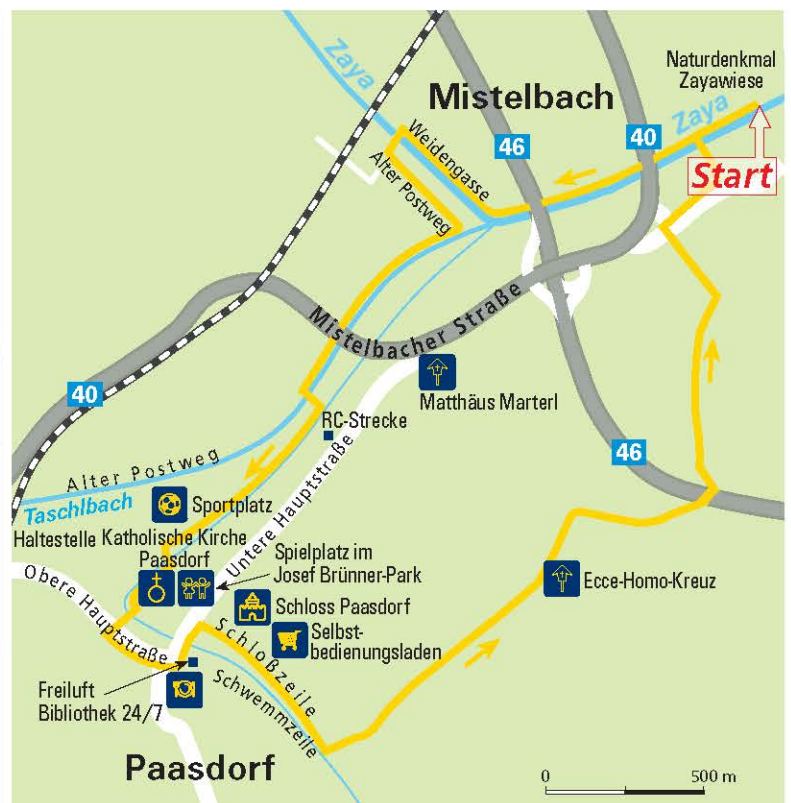 Zaya
Mistelbach
Naturdenkmal
Zayawiese
Zaya
46
40
Start
Weidengasse
Alter Postweg
Mistelbacher Straße
40
Matthäus Marterl
RC-Strecke
46
Alter Postweg
Taschlbach
Sportplatz
Untere Hauptstraße
Haltestelle
Katholische Kirche
Paasdorf
Spielplatz im
Josef Brünner-Park
Ecce-Homo-Kreuz
Obere Hauptstraße
Schloss Paasdorf
Selbst-
bedienungsladen
Schloßzeile
Schwemmzeile
Freiluft
Bibliothek 24/7
Paasdorf
0
500 m